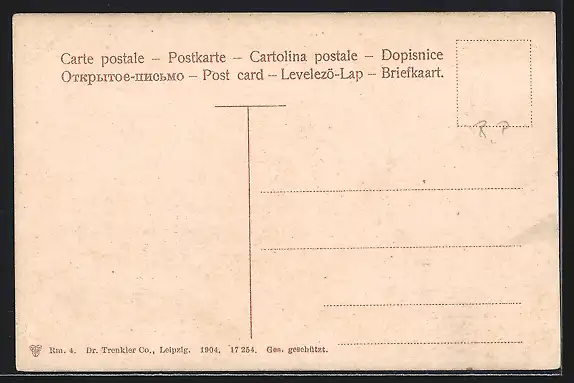 Carte postale – Postkarte – Cartolina postale – Dopisnice
Открытое-письмо – Post card – Levelező-Lap – Briefkaart.
R. P.
Rm. 4. Dr. Trenkler Co., Leipzig. 1904. 17 254. Ges. geschützt.